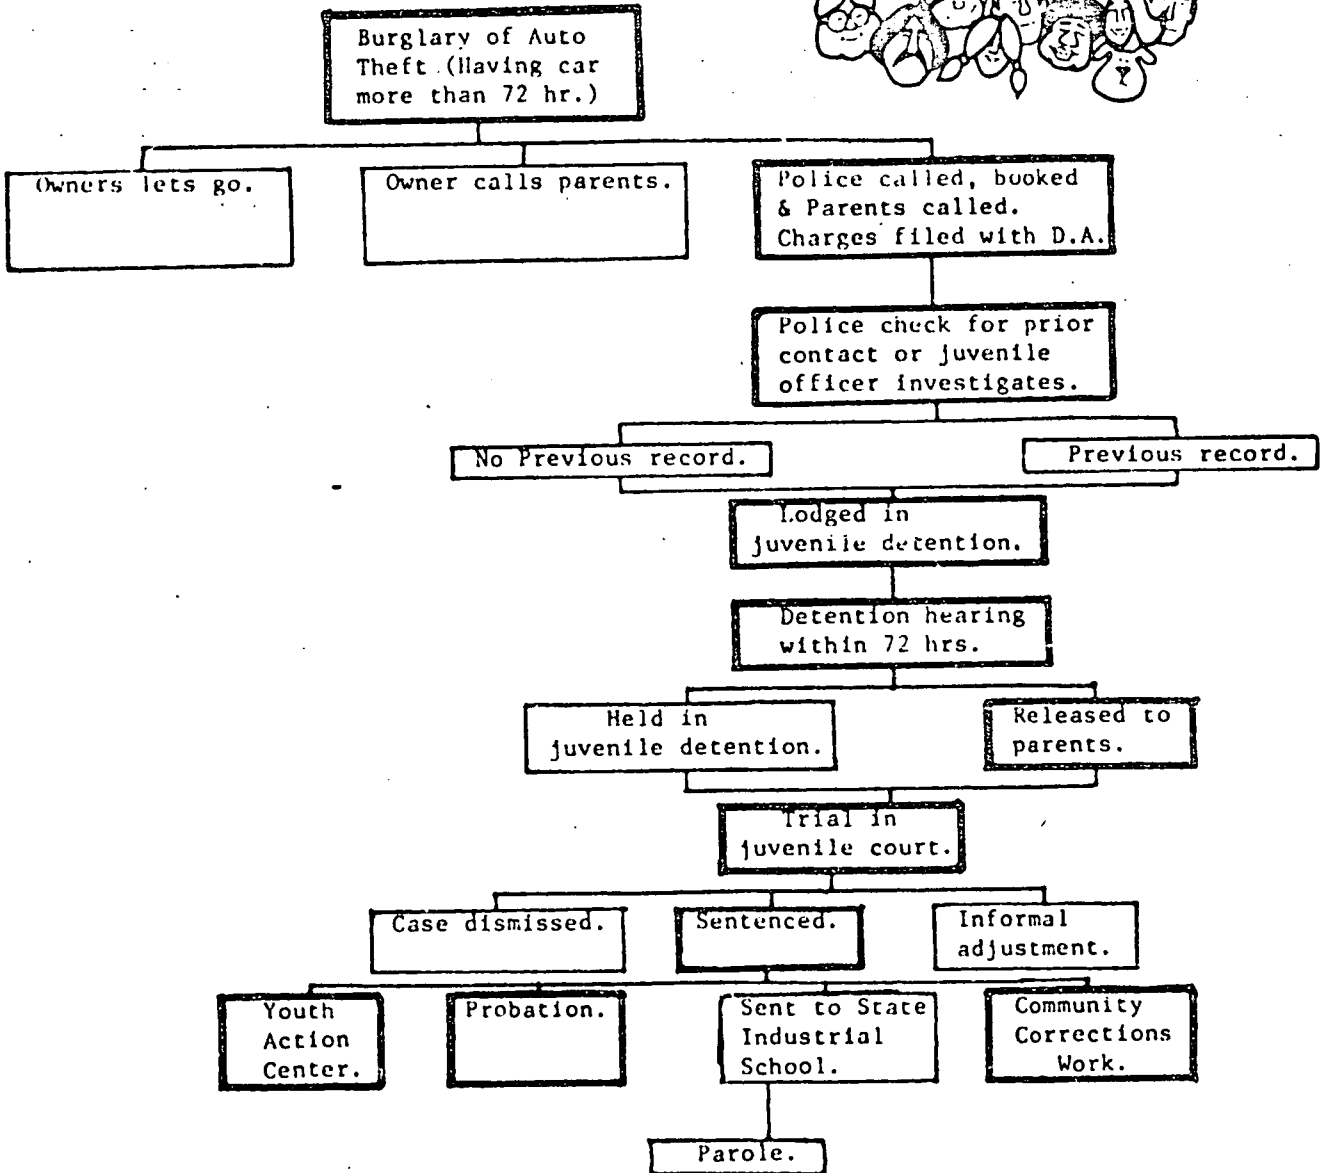 Burglary of Auto
Theft (Having car
more than 72 hr.)
Owners lets go.
Owner calls parents.
Police called, booked
& Parents called.
Charges filed with D.A.
Police check for prior
contact or juvenile
officer investigates.
No Previous record.
Previous record.
Lodged in
juvenile detention.
Detention hearing
within 72 hrs.
Held in
juvenile detention.
Released to
parents.
Trial in
juvenile court.
Case dismissed.
Sentenced.
Informal
adjustment.
Youth
Action
Center.
Probation.
Sent to State
Industrial
School.
Community
Corrections
Work.
Parole.